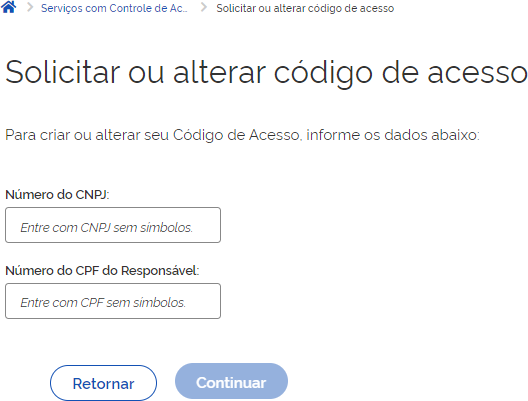 Serviços com Controle de Ac... Solicitar ou alterar código de acesso
Solicitar ou alterar código de acesso
Para criar ou alterar seu Código de Acesso, informe os dados abaixo:
Número do CNPJ:
Entre com CNPJ sem símbolos.
Número do CPF do Responsável:
Entre com CPF sem símbolos.
Retornar Continuar